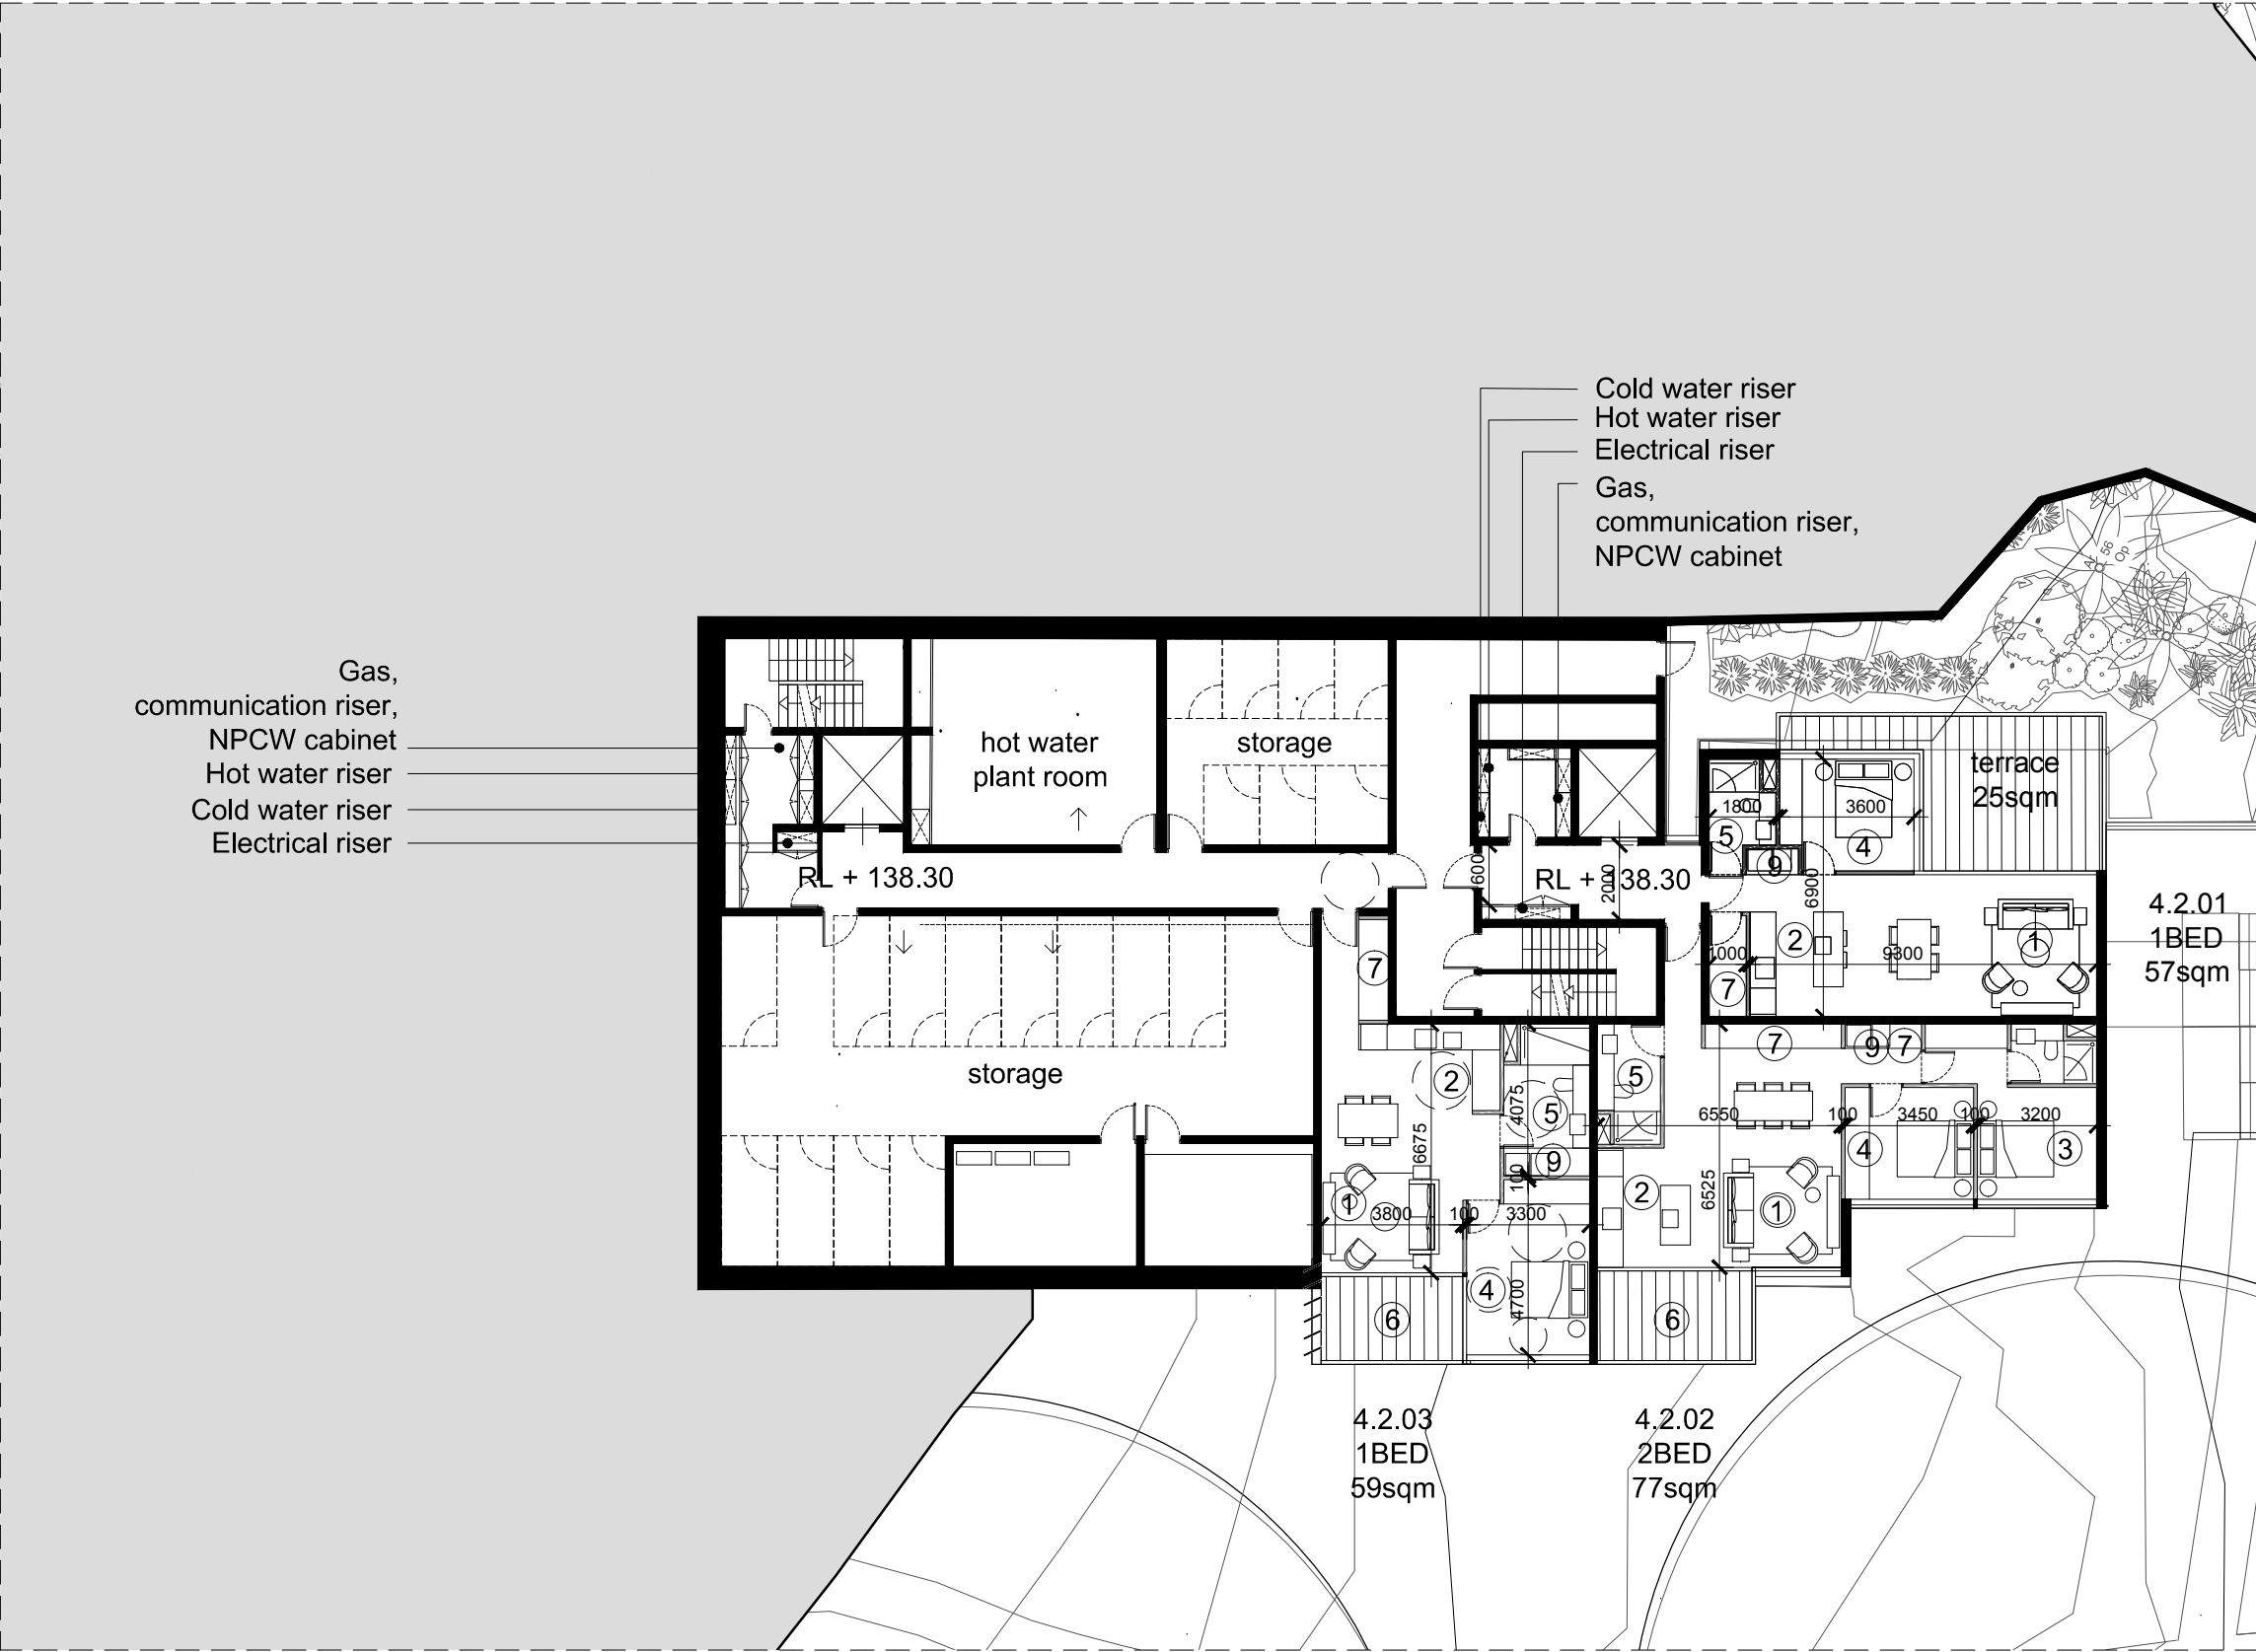 Cold water riser
Hot water riser
Electrical riser
Gas,
communication riser,
NPCW cabinet
Gas,
communication riser,
NPCW cabinet
Hot water riser
Cold water riser
Electrical riser
hot water
plant room
storage
terrace
25sqm
1800
3600
5
4
9
RL + 138.30
600
RL + 138.30
2000
6900
4.2.01
1BED
57sqm
7
1000
2
9300
1
7
storage
2
5
4075
6675
9
100
1
3800
100
3300
4
4700
6
5
7
9
7
6550
100
3450
100
3200
4
3
2
6525
1
6
4.2.03
1BED
59sqm
4.2.02
2BED
77sqm